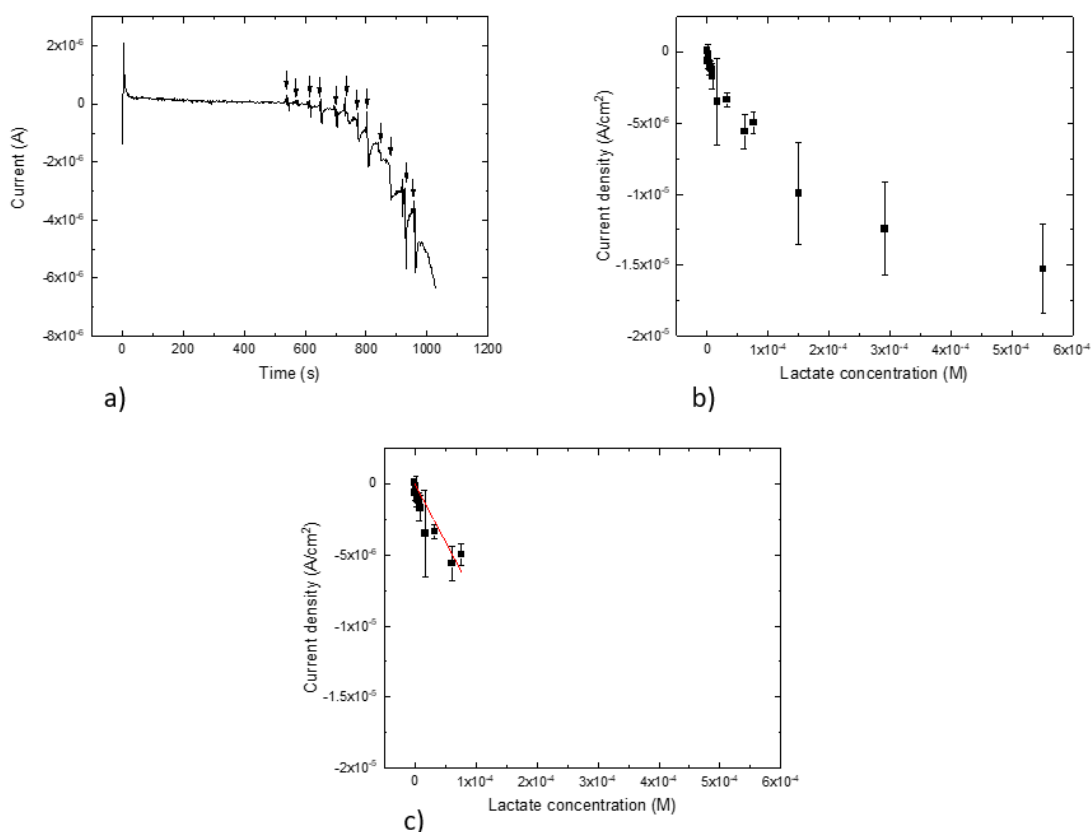 2x10⁻⁶
0
-2x10⁻⁶
-4x10⁻⁶
-6x10⁻⁶
-8x10⁻⁶
Current (A)
0 200 400 600 800 1000 1200
Time (s)
a)
0
-5x10⁻⁶
-1x10⁻⁵
-1.5x10⁻⁵
-2x10⁻⁵
Current density (A/cm²)
0 1x10⁻⁴ 2x10⁻⁴ 3x10⁻⁴ 4x10⁻⁴ 5x10⁻⁴ 6x10⁻⁴
Lactate concentration (M)
b)
0
-5x10⁻⁶
-1x10⁻⁵
-1.5x10⁻⁵
-2x10⁻⁵
Current density (A/cm²)
0 1x10⁻⁴ 2x10⁻⁴ 3x10⁻⁴ 4x10⁻⁴ 5x10⁻⁴ 6x10⁻⁴
Lactate concentration (M)
c)